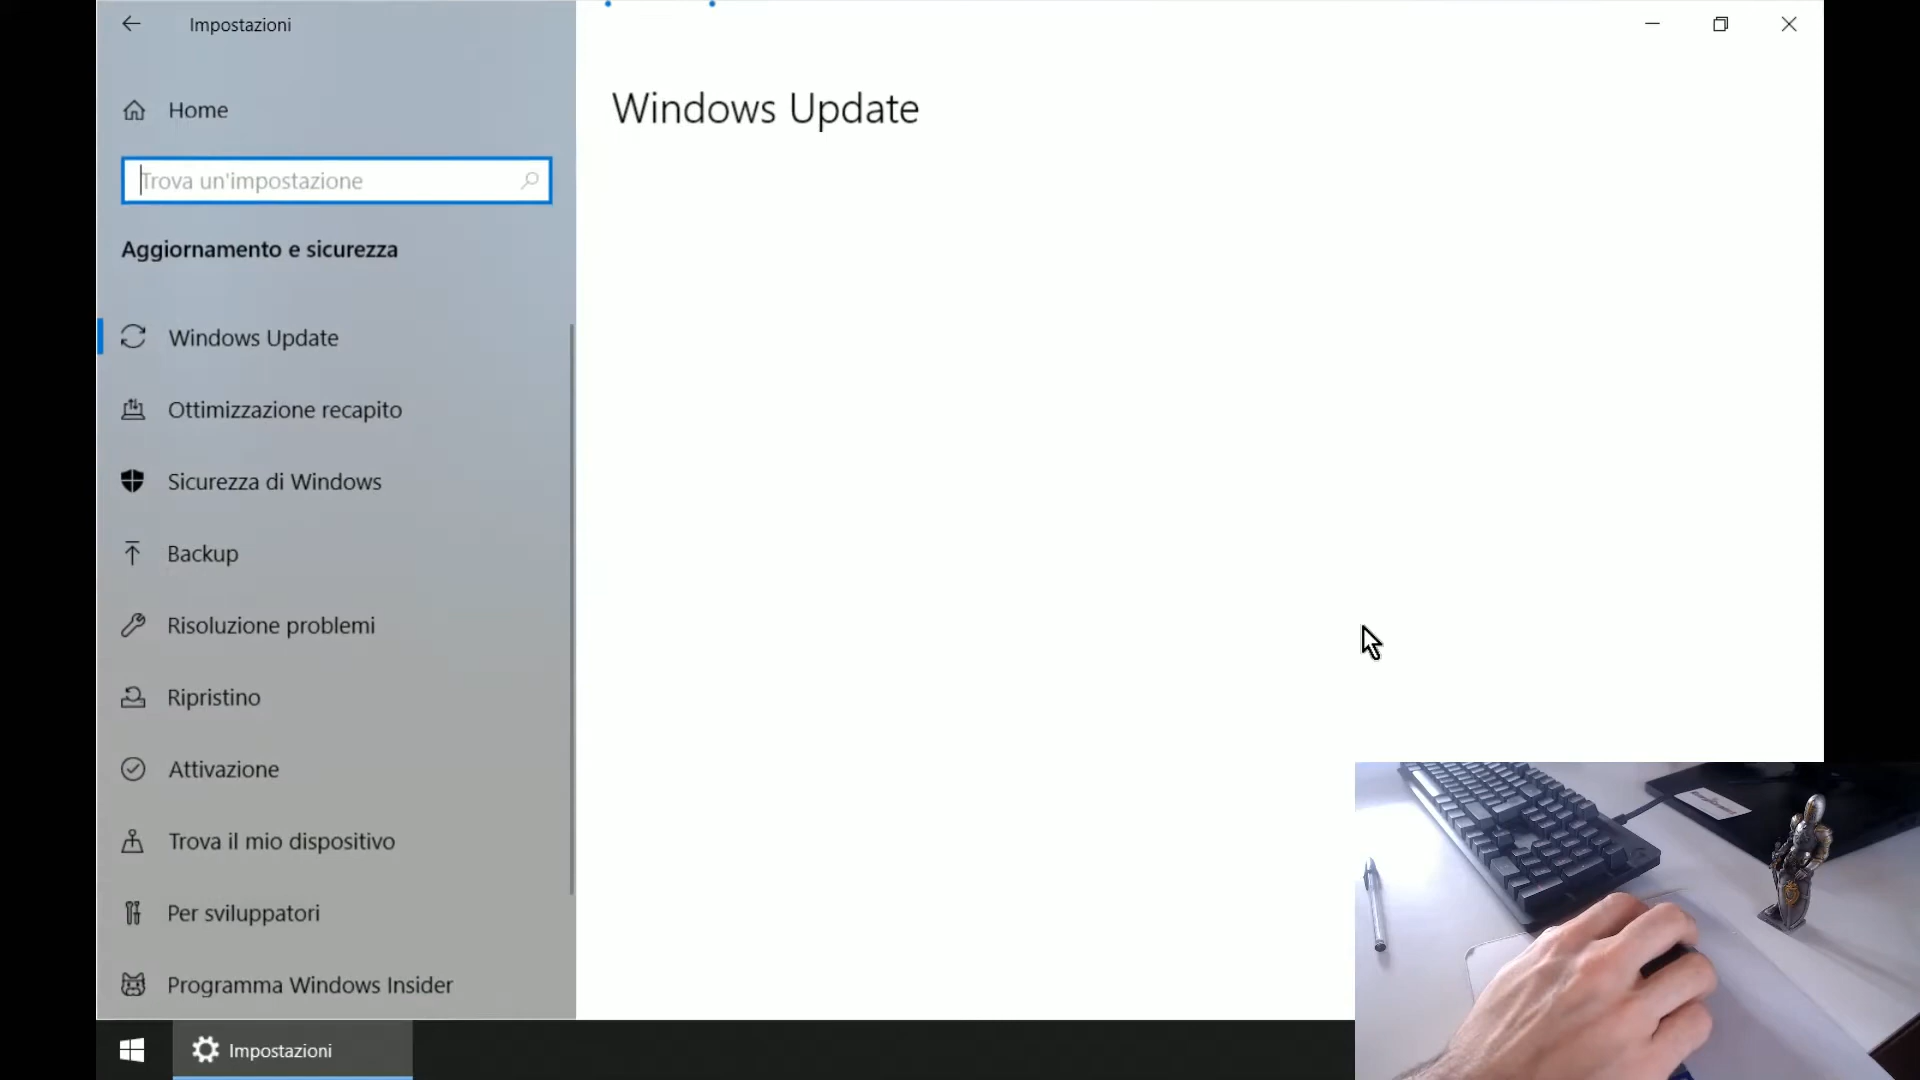 Impostazioni
Home
Trova un'impostazione
Aggiornamento e sicurezza
Windows Update
Ottimizzazione recapito
Sicurezza di Windows
Backup
Risoluzione problemi
Ripristino
Attivazione
Trova il mio dispositivo
Per sviluppatori
Programma Windows Insider
Windows Update
Impostazioni